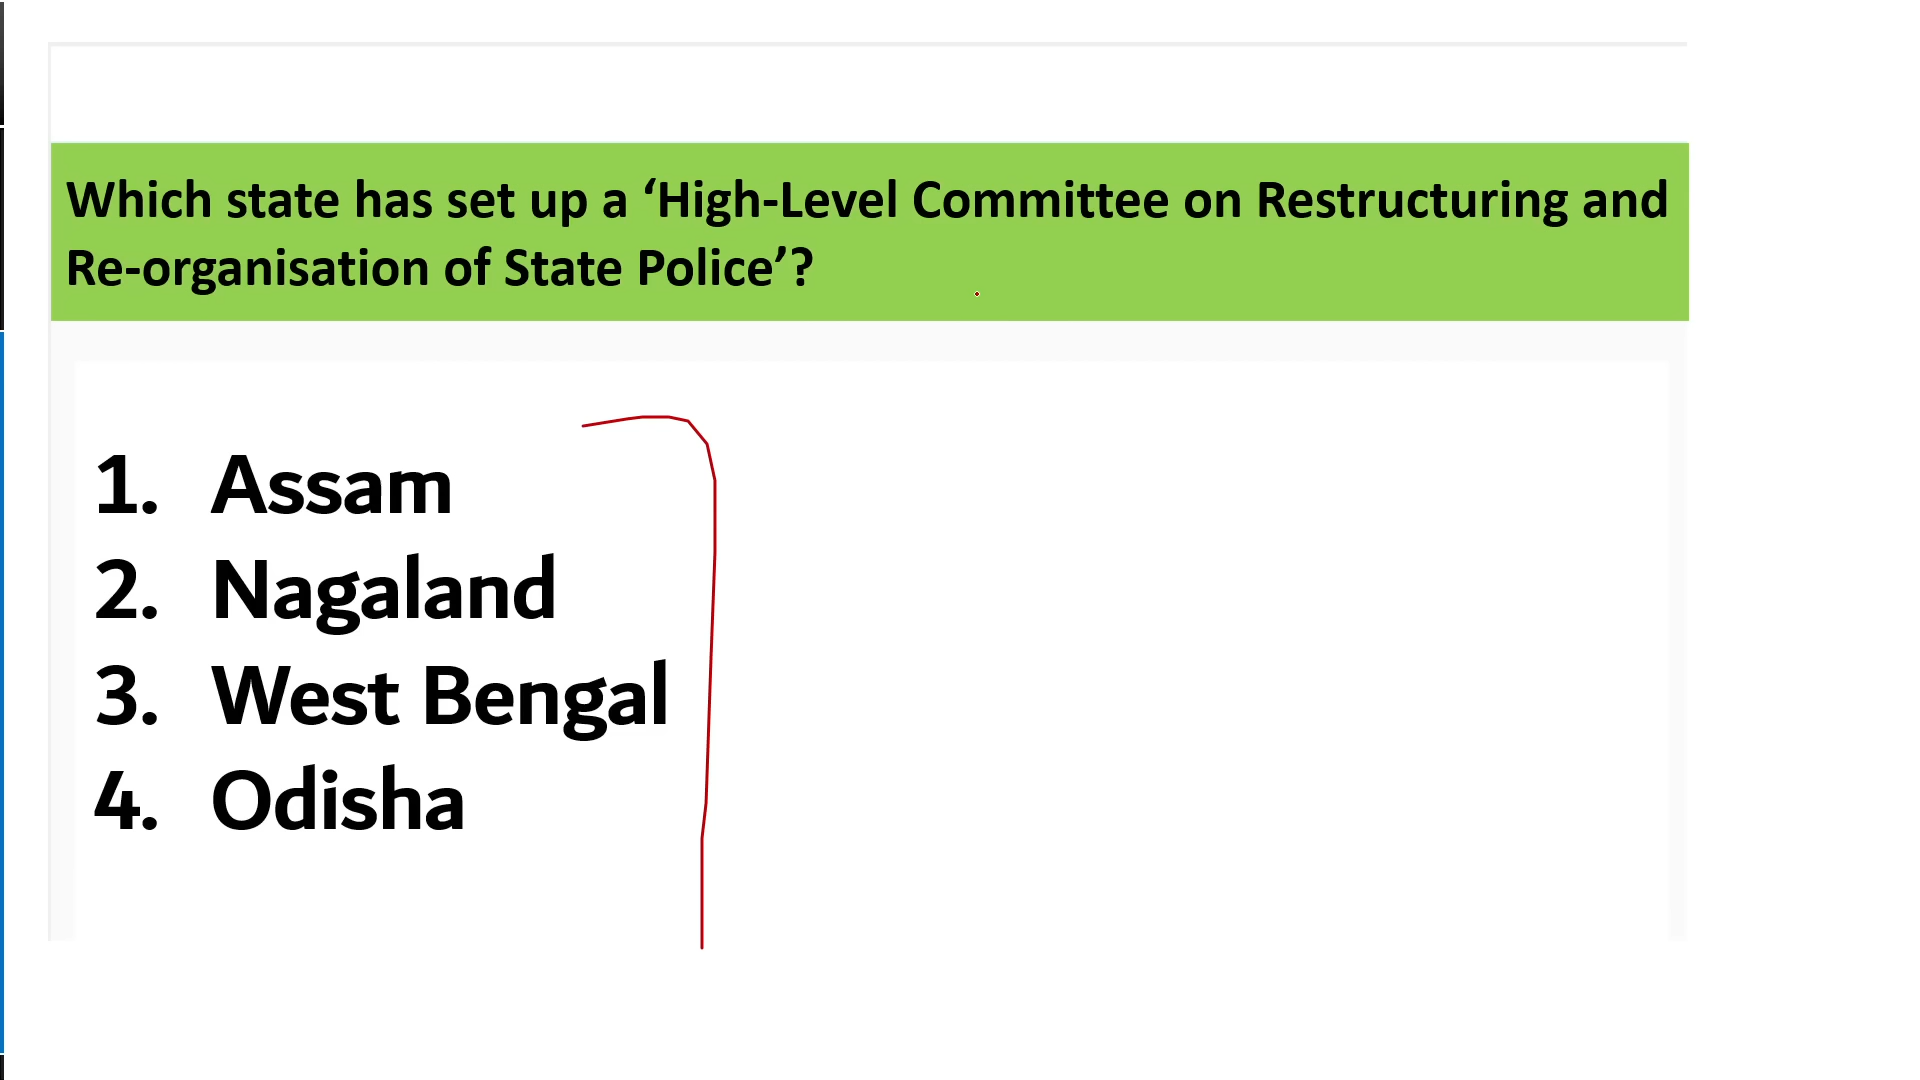 Which state has set up a ‘High-Level Committee on Restructuring and
Re-organisation of State Police’?
1. Assam
2. Nagaland
3. West Bengal
4. Odisha